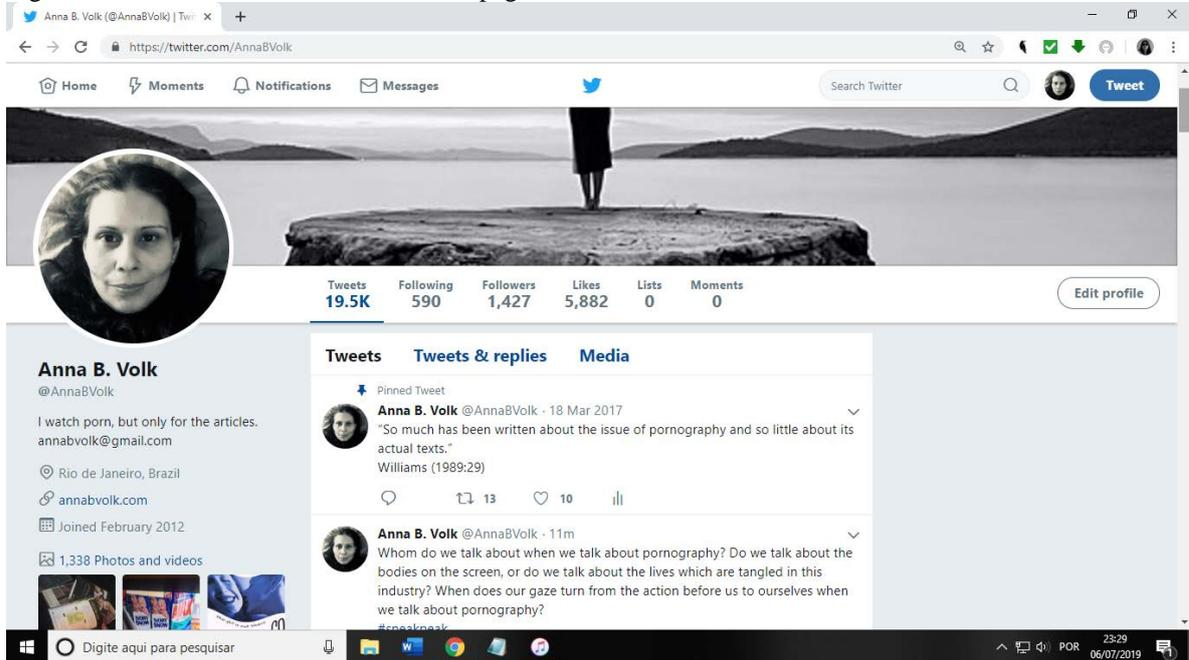 Anna B. Volk (@AnnaBVolk) | Twi
https://twitter.com/AnnaBVolk
Home Moments Notifications Messages
Search Twitter
Tweet
Tweets Following Followers Likes Lists Moments
19.5K 590 1,427 5,882 0 0
Edit profile
Anna B. Volk
@AnnaBVolk
I watch porn, but only for the articles.
annabvolk@gmail.com
Rio de Janeiro, Brazil
annabvolk.com
Joined February 2012
1,338 Photos and videos
Tweets Tweets & replies Media
Pinned Tweet
Anna B. Volk @AnnaBVolk · 18 Mar 2017
"So much has been written about the issue of pornography and so little about its
actual texts."
Williams (1989:29)
13 10
Anna B. Volk @AnnaBVolk · 11m
Whom do we talk about when we talk about pornography? Do we talk about the
bodies on the screen, or do we talk about the lives which are tangled in this
industry? When does our gaze turn from the action before us to ourselves when
we talk about pornography?
Digite aqui para pesquisar
POR
23:29
06/07/2019
1